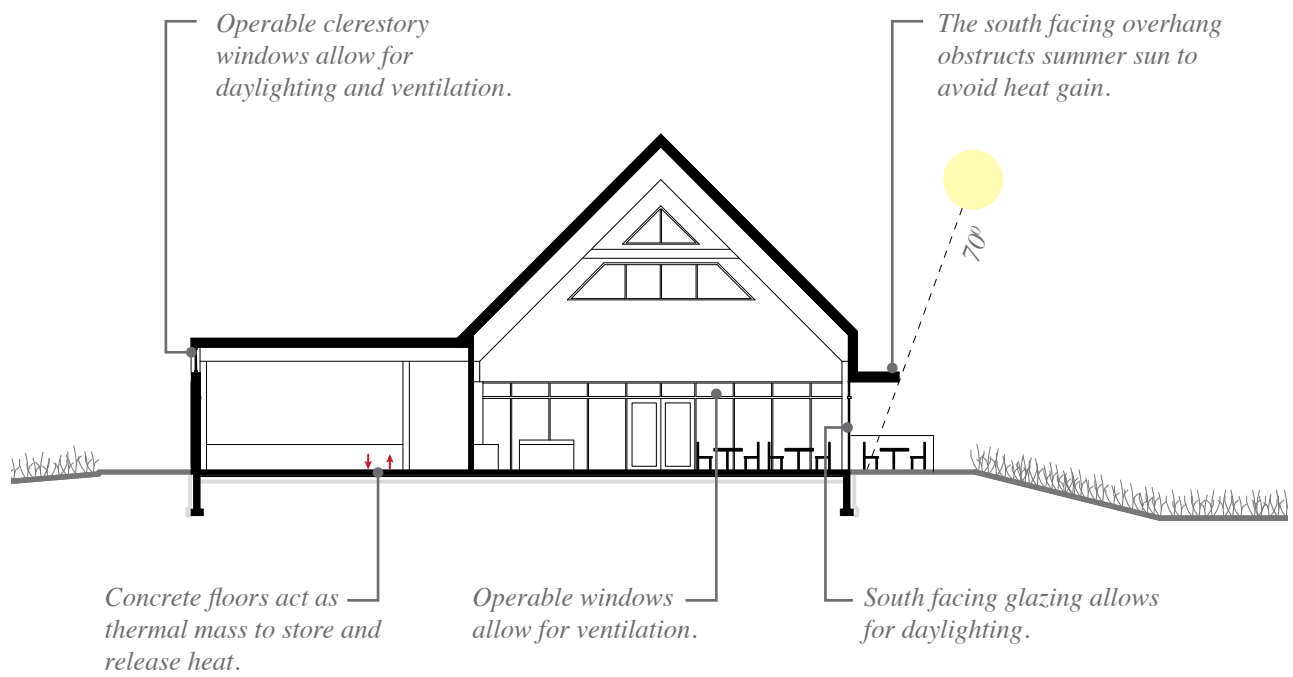 Operable clerestory
windows allow for
daylighting and ventilation.
The south facing overhang
obstructs summer sun to
avoid heat gain.
70º
Concrete floors act as
thermal mass to store and
release heat.
Operable windows
allow for ventilation.
South facing glazing allows
for daylighting.